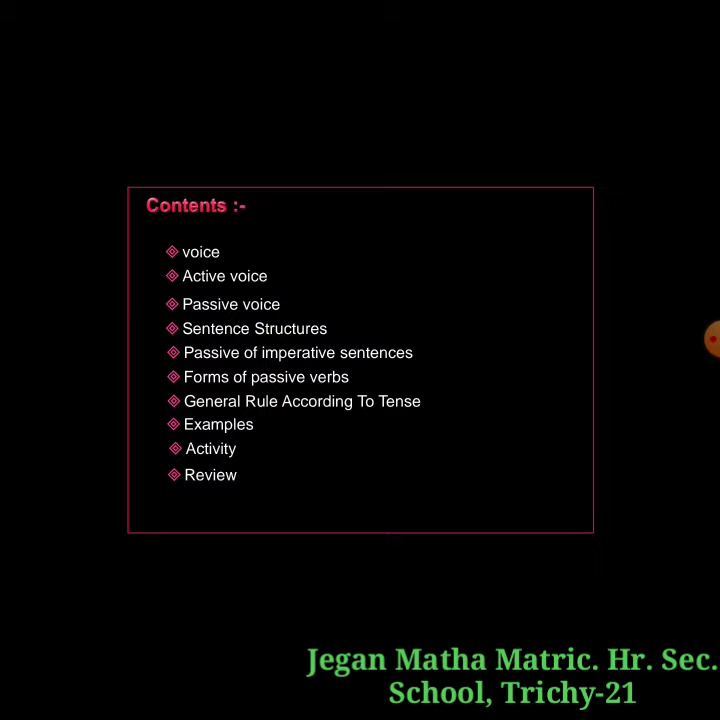 Contents :-
voice
Active voice
Passive voice
Sentence Structures
Passive of imperative sentences
Forms of passive verbs
General Rule According To Tense
Examples
Activity
Review
Jegan Matha Matric. Hr. Sec.
School, Trichy-21